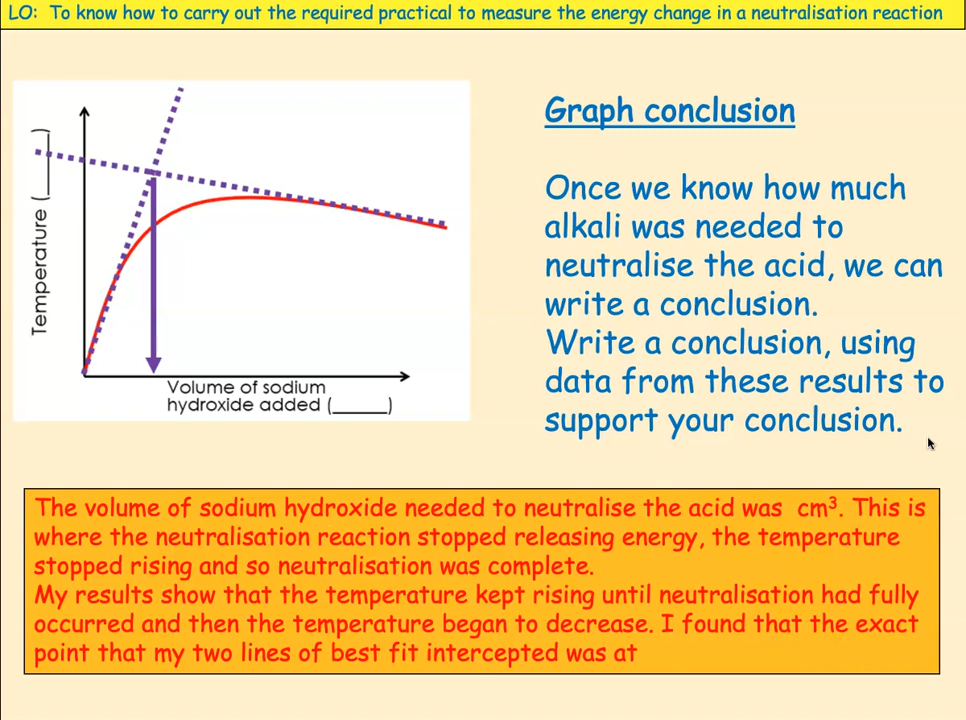 LO: To know how to carry out the required practical to measure the energy change in a neutralisation reaction
Temperature (_____)
Volume of sodium
hydroxide added (_____)
Graph conclusion
Once we know how much
alkali was needed to
neutralise the acid, we can
write a conclusion.
Write a conclusion, using
data from these results to
support your conclusion.
The volume of sodium hydroxide needed to neutralise the acid was cm³. This is
where the neutralisation reaction stopped releasing energy, the temperature
stopped rising and so neutralisation was complete.
My results show that the temperature kept rising until neutralisation had fully
occurred and then the temperature began to decrease. I found that the exact
point that my two lines of best fit intercepted was at